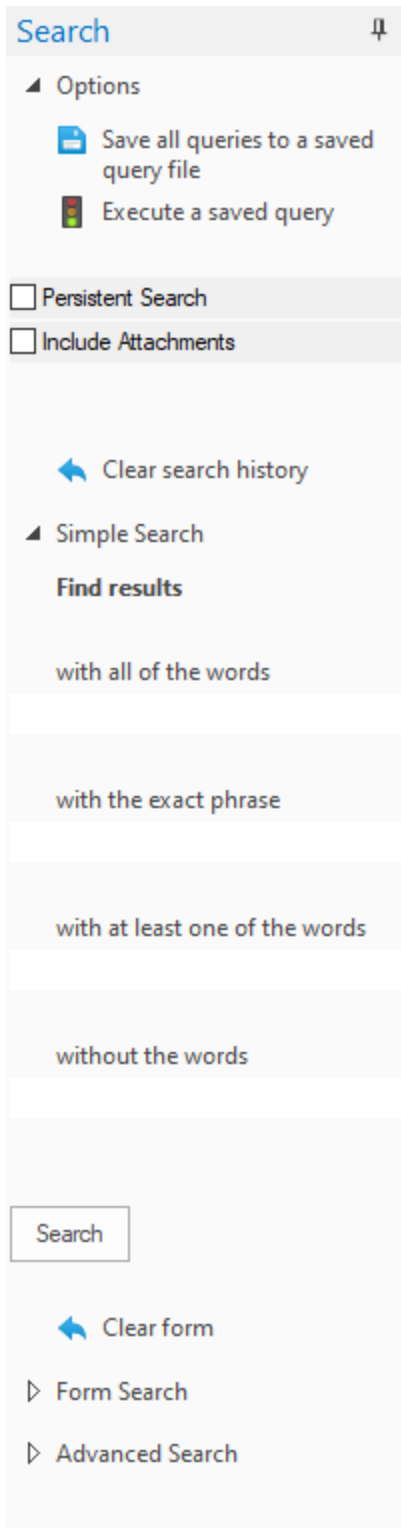 Search
Options
Save all queries to a saved
query file
Execute a saved query
Persistent Search
Include Attachments
Clear search history
Simple Search
Find results
with all of the words
with the exact phrase
with at least one of the words
without the words
Search
Clear form
Form Search
Advanced Search